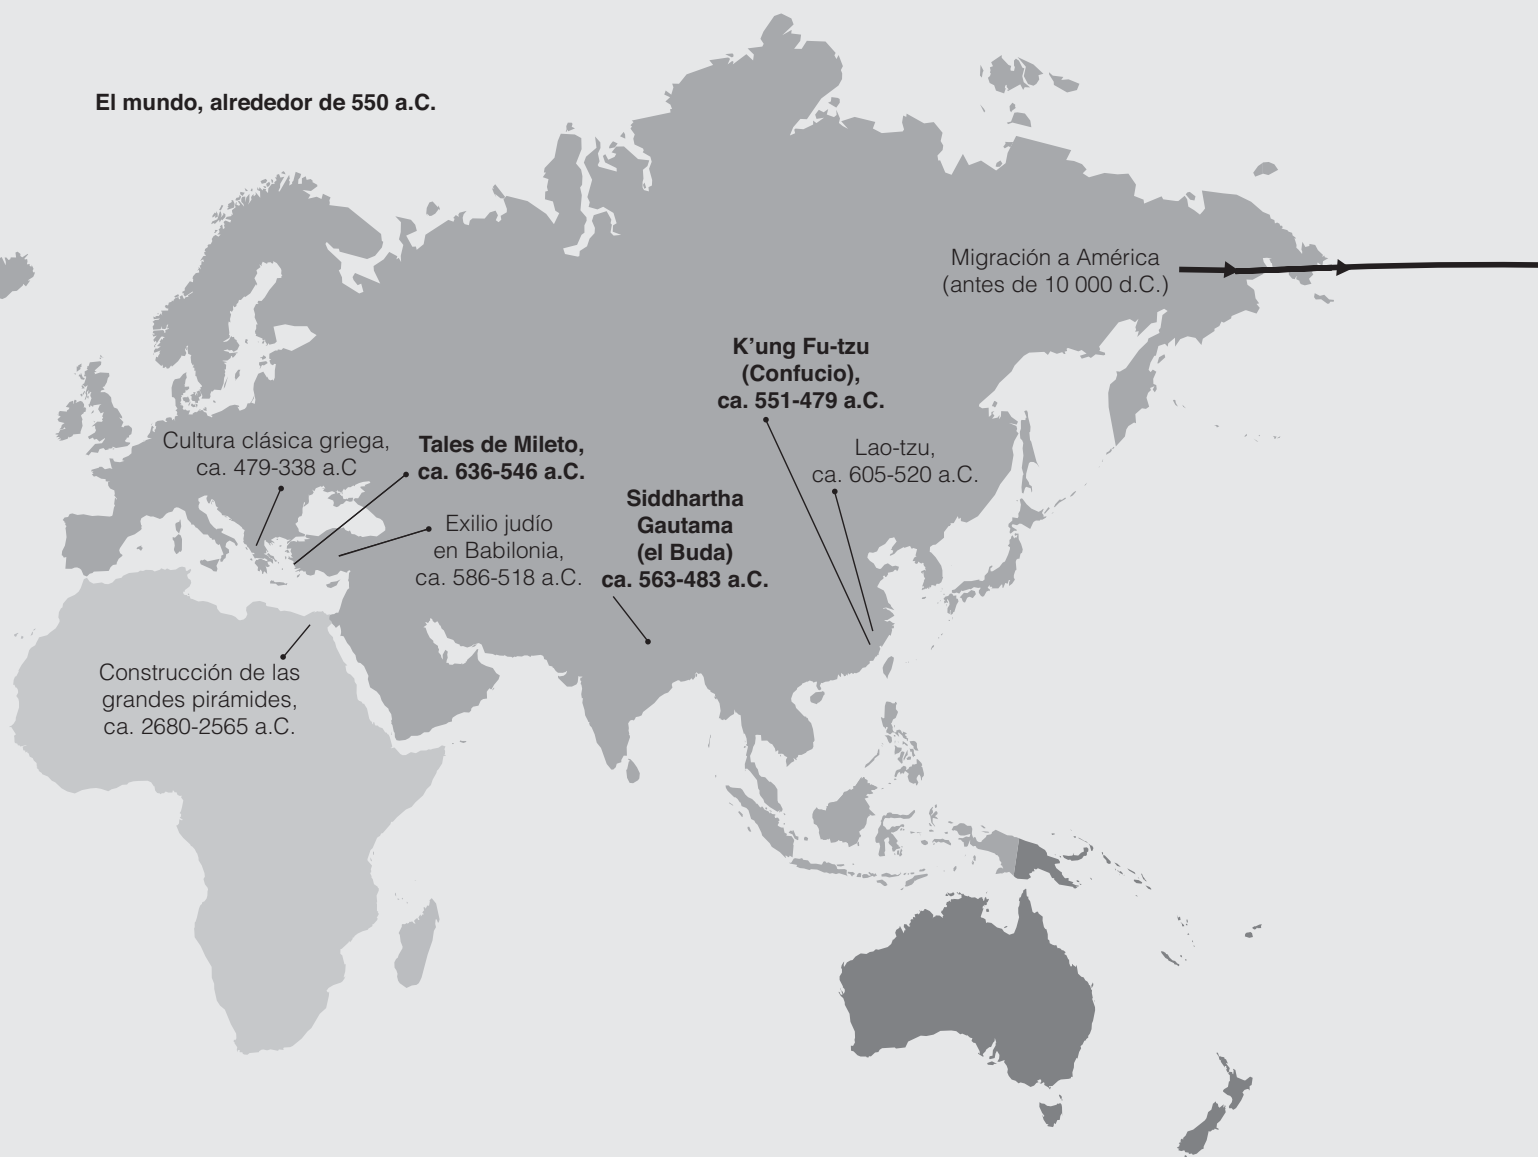 El mundo, alrededor de 550 a.C.
Migración a América
(antes de 10 000 d.C.)
K’ung Fu-tzu
(Confucio),
ca. 551-479 a.C.
Cultura clásica griega,
ca. 479-338 a.C
Tales de Mileto,
ca. 636-546 a.C.
Lao-tzu,
ca. 605-520 a.C.
Siddhartha
Gautama
(el Buda)
ca. 563-483 a.C.
Exilio judío
en Babilonia,
ca. 586-518 a.C.
Construcción de las
grandes pirámides,
ca. 2680-2565 a.C.